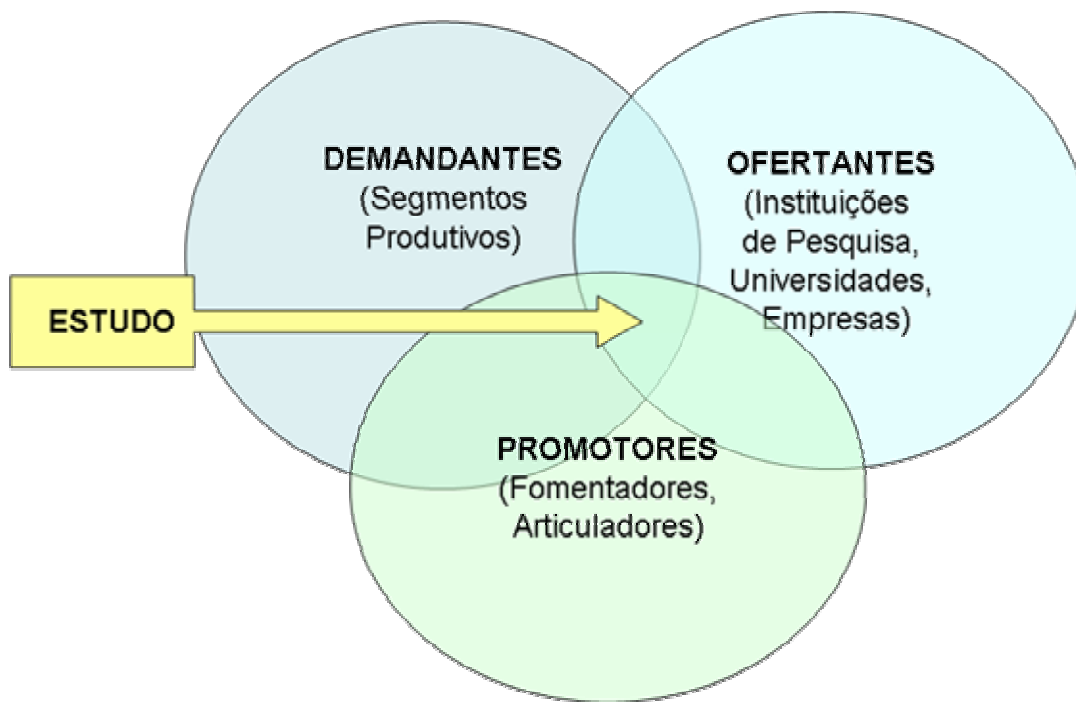 DEMANDANTES
(Segmentos
Produtivos)
OFERTANTES
(Instituições
de Pesquisa,
Universidades,
Empresas)
ESTUDO
PROMOTORES
(Fomentadores,
Articuladores)